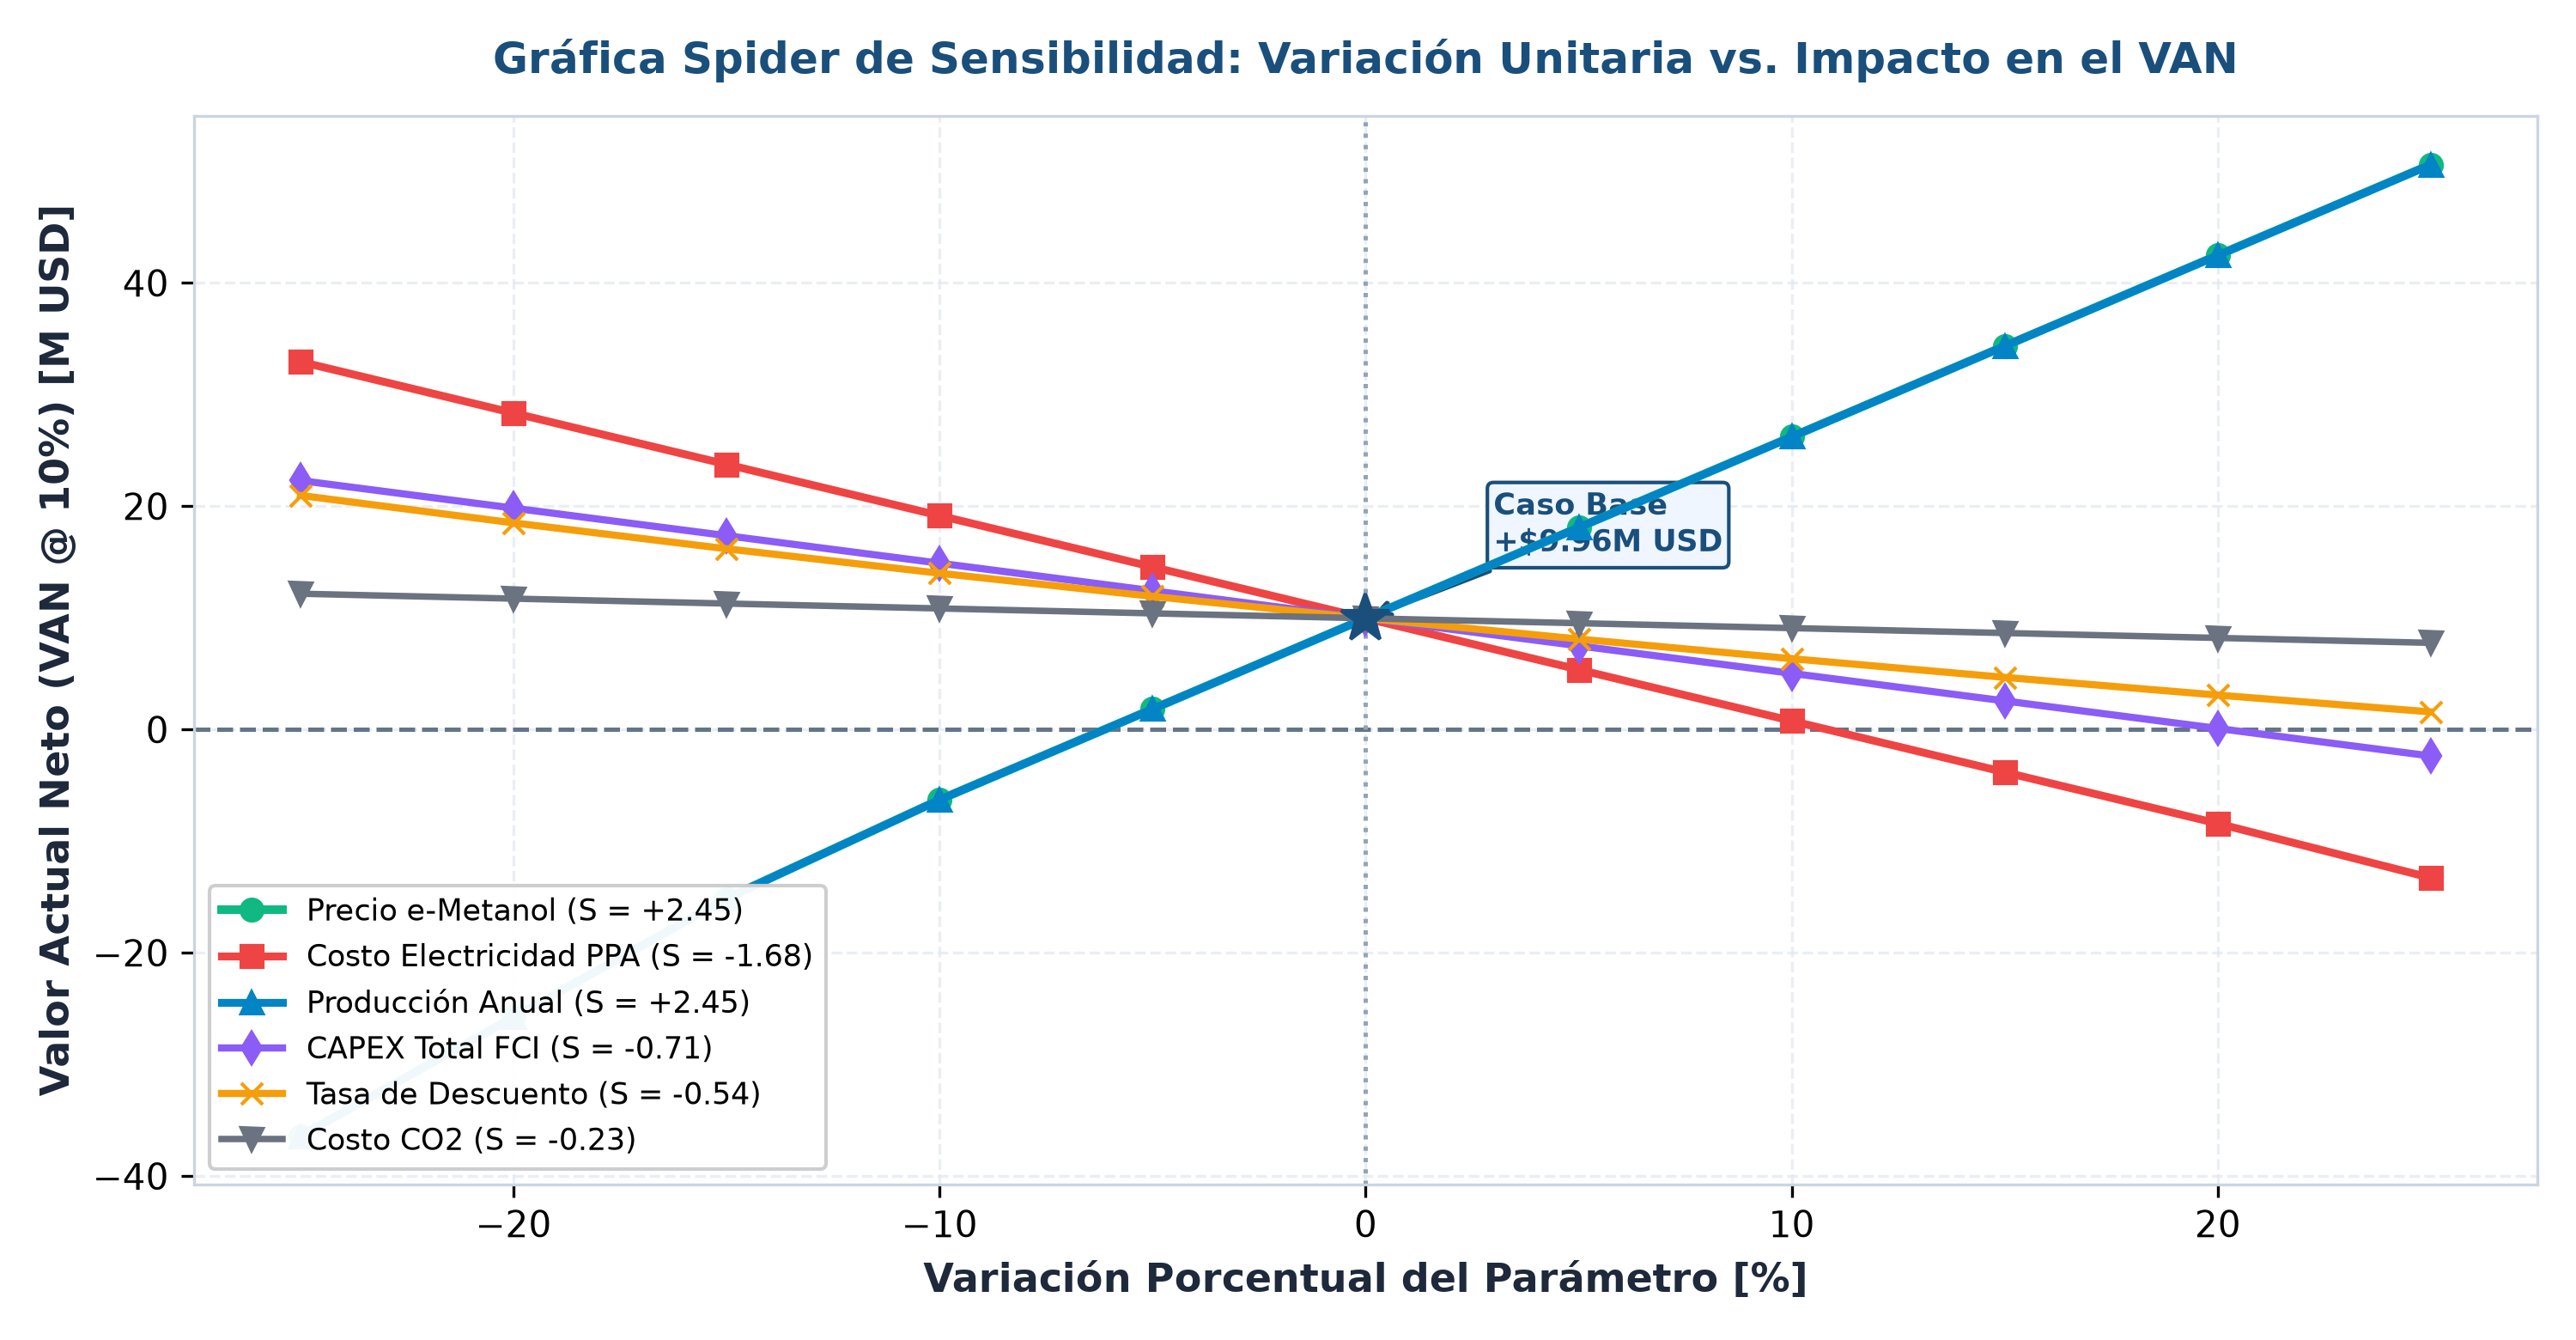 Gráfica Spider de Sensibilidad: Variación Unitaria vs. Impacto en el VAN
Valor Actual Neto (VAN @ 10%) [M USD]
40
20
0
−20
−40
Caso Base
+$9.96M USD
Precio e-Metanol (S = +2.45)
Costo Electricidad PPA (S = -1.68)
Producción Anual (S = +2.45)
CAPEX Total FCI (S = -0.71)
Tasa de Descuento (S = -0.54)
Costo CO2 (S = -0.23)
−20
−10
0
10
20
Variación Porcentual del Parámetro [%]